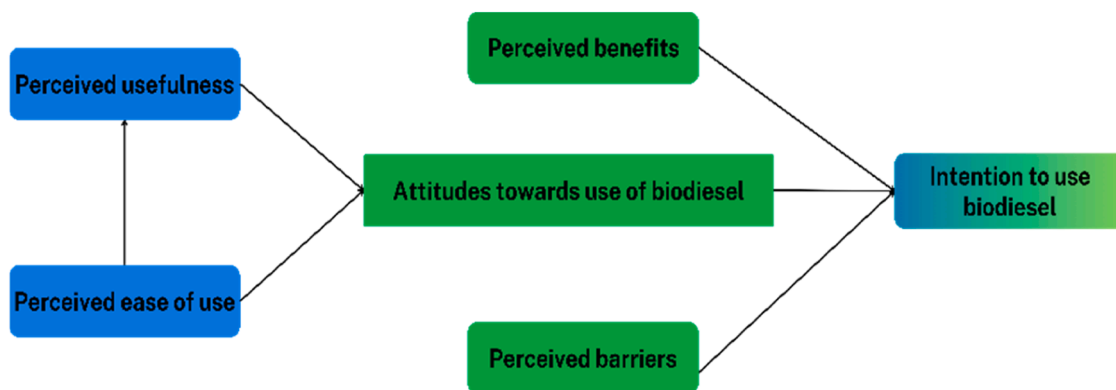 Perceived benefits
Perceived usefulness
Attitudes towards use of biodiesel
Intention to use
biodiesel
Perceived ease of use
Perceived barriers